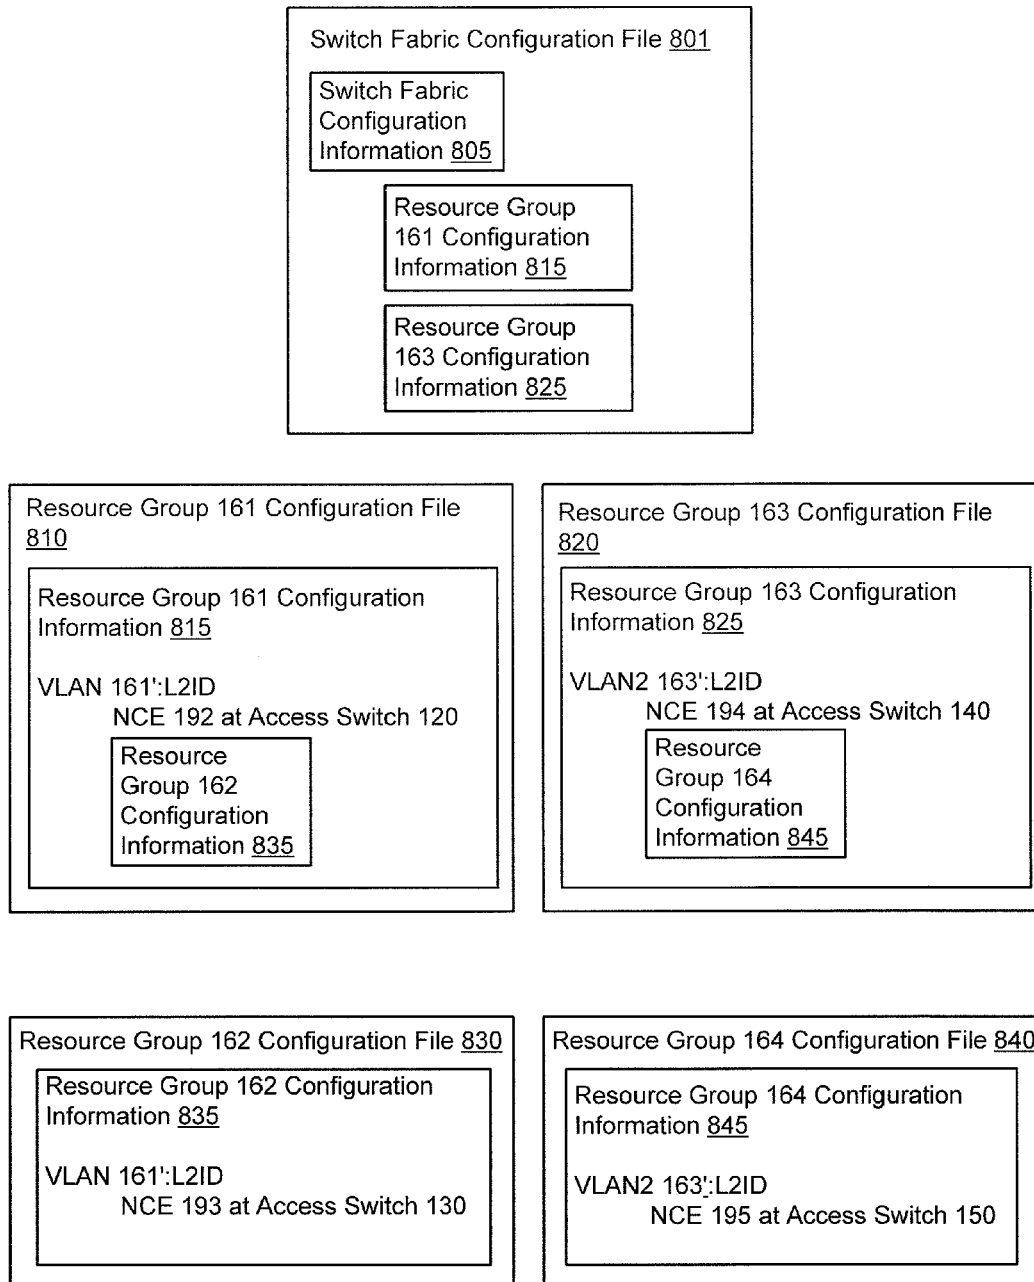 Switch Fabric Configuration File 801
Switch Fabric
Configuration
Information 805
Resource Group
161 Configuration
Information 815
Resource Group
163 Configuration
Information 825
Resource Group 161 Configuration File
810
Resource Group 161 Configuration
Information 815
VLAN 161':L2ID
NCE 192 at Access Switch 120
Resource
Group 162
Configuration
Information 835
Resource Group 163 Configuration File
820
Resource Group 163 Configuration
Information 825
VLAN2 163':L2ID
NCE 194 at Access Switch 140
Resource
Group 164
Configuration
Information 845
Resource Group 162 Configuration File 830
Resource Group 162 Configuration
Information 835
VLAN 161':L2ID
NCE 193 at Access Switch 130
Resource Group 164 Configuration File 840
Resource Group 164 Configuration
Information 845
VLAN2 163':L2ID
NCE 195 at Access Switch 150